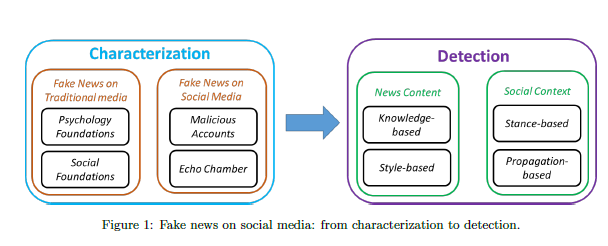 Characterization
Fake News on
Traditional media
Psychology
Foundations
Social
Foundations
Fake News on
Social Media
Malicious
Accounts
Echo Chamber
Detection
News Content
Knowledge-
based
Style-based
Social Context
Stance-based
Propagation-
based
Figure 1: Fake news on social media: from characterization to detection.